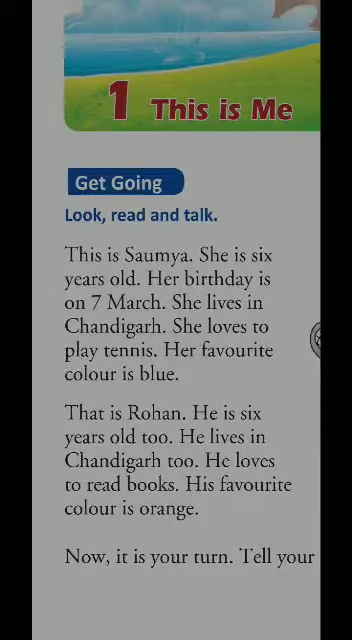 1 This is Me
Get Going
Look, read and talk.
This is Saumya. She is six
years old. Her birthday is
on 7 March. She lives in
Chandigarh. She loves to
play tennis. Her favourite
colour is blue.
That is Rohan. He is six
years old too. He lives in
Chandigarh too. He loves
to read books. His favourite
colour is orange.
Now, it is your turn. Tell your